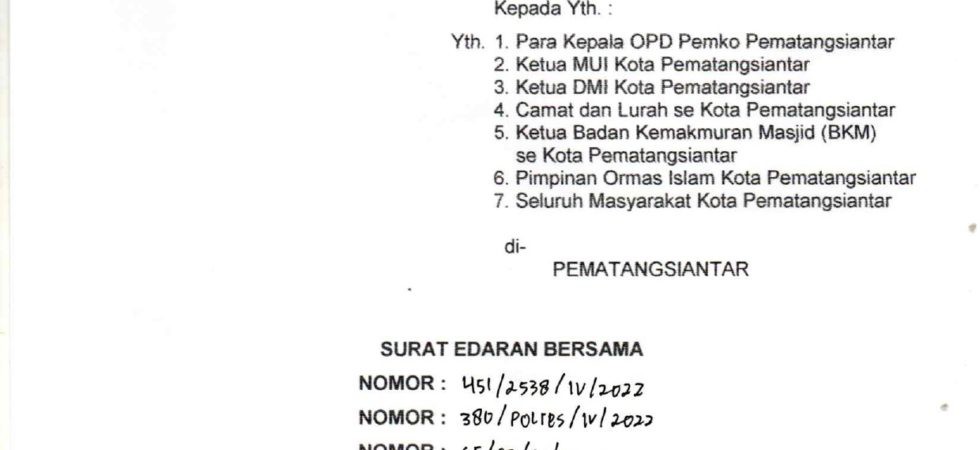 Kepada Yth. :
Yth. 1. Para Kepala OPD Pemko Pematangsiantar
2. Ketua MUI Kota Pematangsiantar
3. Ketua DMI Kota Pematangsiantar
4. Camat dan Lurah se Kota Pematangsiantar
5. Ketua Badan Kemakmuran Masjid (BKM)
se Kota Pematangsiantar
6. Pimpinan Ormas Islam Kota Pematangsiantar
7. Seluruh Masyarakat Kota Pematangsiantar
di-
PEMATANGSIANTAR
SURAT EDARAN BERSAMA
NOMOR : 451/2538/IV/2022
NOMOR : 380/POLRES/IV/2022
NOMOR :